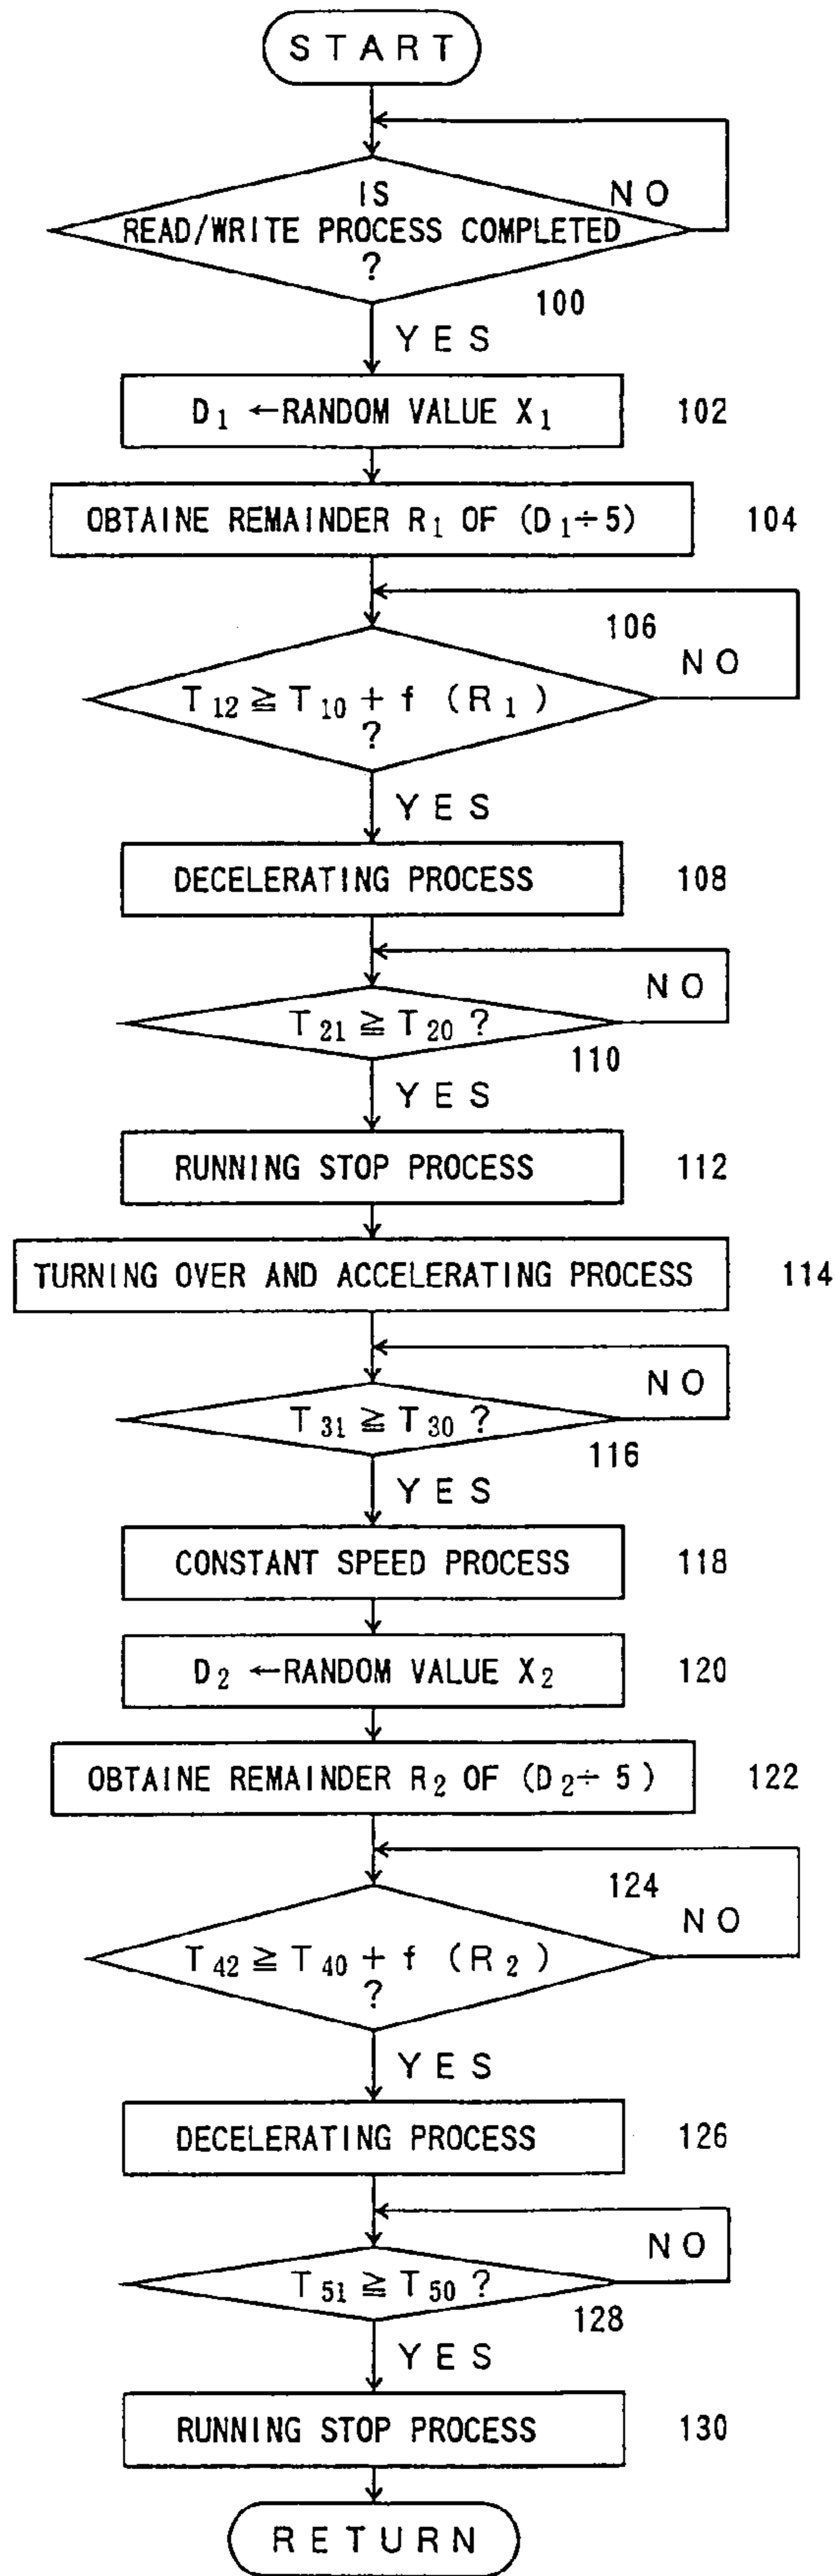 START
IS
NO
READ/WRITE PROCESS COMPLETED
?
100
YES
D1 ←RANDOM VALUE X1
102
OBTAINE REMAINDER R1 OF (D1÷5)
104
106
NO
T12 ≧ T10 + f (R1)
?
YES
DECELERATING PROCESS
108
NO
T21 ≧ T20 ?
110
YES
RUNNING STOP PROCESS
112
TURNING OVER AND ACCELERATING PROCESS
114
NO
T31 ≧ T30 ?
116
YES
CONSTANT SPEED PROCESS
118
D2 ←RANDOM VALUE X2
120
OBTAINE REMAINDER R2 OF (D2÷ 5 )
122
124
NO
T42 ≧ T40 + f (R2)
?
YES
DECELERATING PROCESS
126
NO
T51 ≧ T50 ?
128
YES
RUNNING STOP PROCESS
130
RETURN